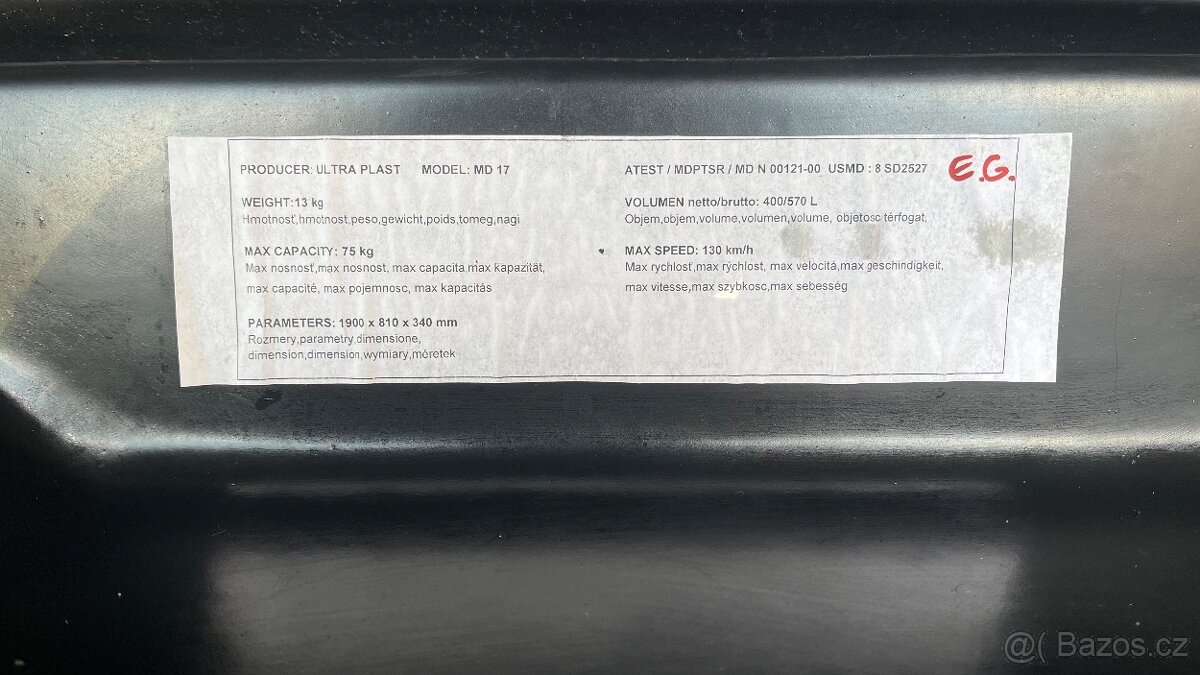 PRODUCER: ULTRA PLAST MODEL: MD 17
WEIGHT:13 kg
Hmotnosť,hmotnost,peso,gewicht,poids,tomeg,nagi
MAX CAPACITY: 75 kg
Max nosnosť,max nosnost, max capacita,max kapazität,
max capacité, max pojemnosc, max kapacitás
PARAMETERS: 1900 x 810 x 340 mm
Rozmery,parametry,dimensione,
dimension,dimension,wymiary,méretek
ATEST / MDPTSR / MD N 00121-00 USMD : 8 SD2527
E.G.
VOLUMEN netto/brutto: 400/570 L
Objem,objem,volume,volumen,volume, objetosc térfogat,
MAX SPEED: 130 km/h
Max rychlosť,max rýchlost, max velocitá,max geschindigkeit,
max vitesse,max szybkosc,max sebesség
@( Bazos.cz